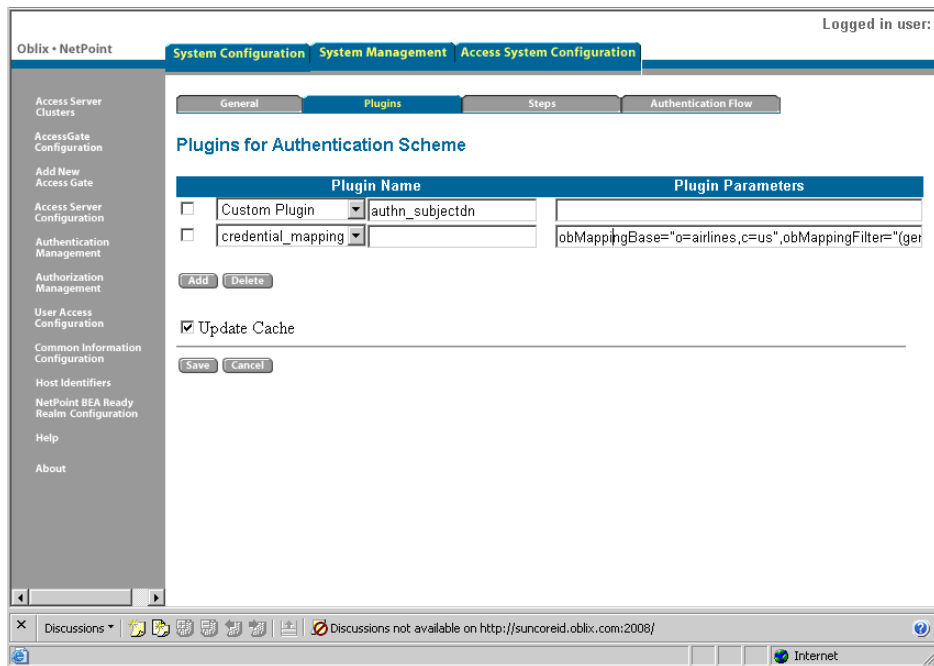 Logged in user:
Oblix • NetPoint
System Configuration System Management Access System Configuration
Access Server
Clusters
AccessGate
Configuration
Add New
Access Gate
Access Server
Configuration
Authentication
Management
Authorization
Management
User Access
Configuration
Common Information
Configuration
Host Identifiers
NetPoint BEA Ready
Realm Configuration
Help
About
General Plugins Steps Authentication Flow
Plugins for Authentication Scheme
Plugin Name Plugin Parameters
Custom Plugin authn_subjectdn
credential_mapping obMappingBase="o=airlines,c=us",obMappingFilter="(ger
Add Delete
Update Cache
Save Cancel
Discussions Discussions not available on http://suncoreid.oblix.com:2008/
Internet